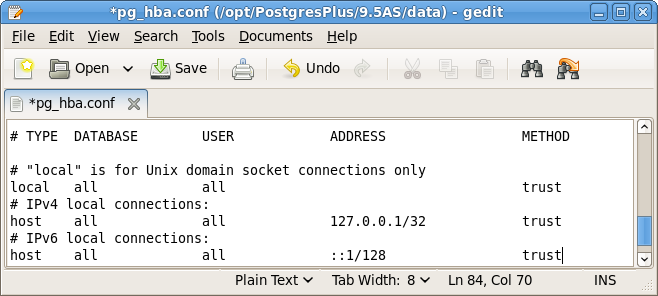 *pg_hba.conf (/opt/PostgresPlus/9.5AS/data) - gedit
File Edit View Search Tools Documents Help
Open Save Undo
*pg_hba.conf
# TYPE  DATABASE        USER            ADDRESS                 METHOD
# "local" is for Unix domain socket connections only
local   all             all                                     trust
# IPv4 local connections:
host    all             all             127.0.0.1/32            trust
# IPv6 local connections:
host    all             all             ::1/128                 trust
Plain Text Tab Width: 8 Ln 84, Col 70 INS